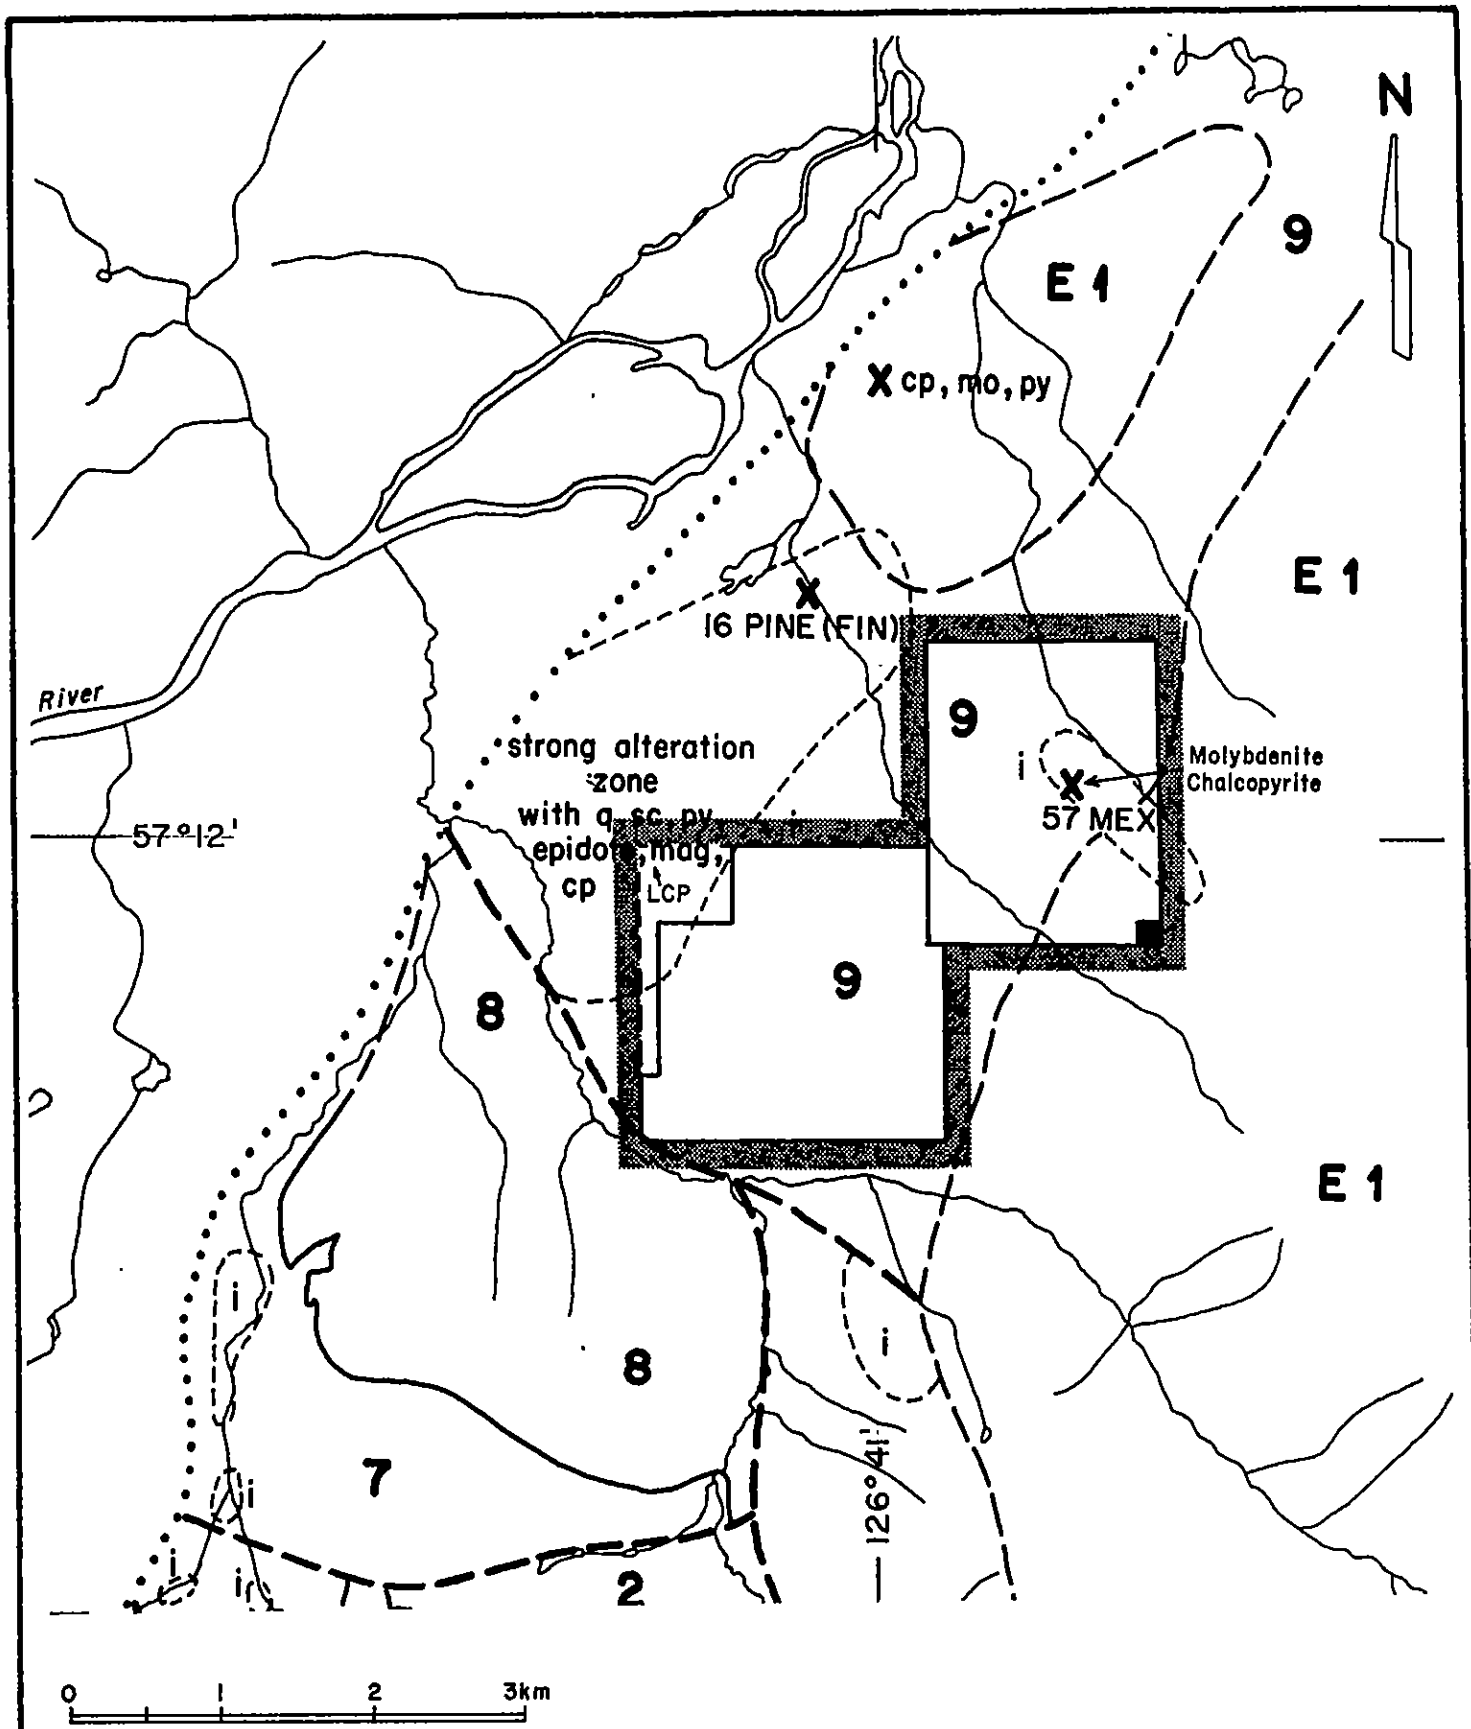 N
9
E 1
X cp, mo, py
E 1
X
16 PINE (FIN)
River
9
strong alteration
zone
with q, sc, py,
epidote, mag,
cp
LCP
i
X
Molybdenite
Chalcopyrite
57 MEX
57° 12'
9
8
E 1
i
i
8
7
i
126° 41'
i
i
2
0 1 2 3km